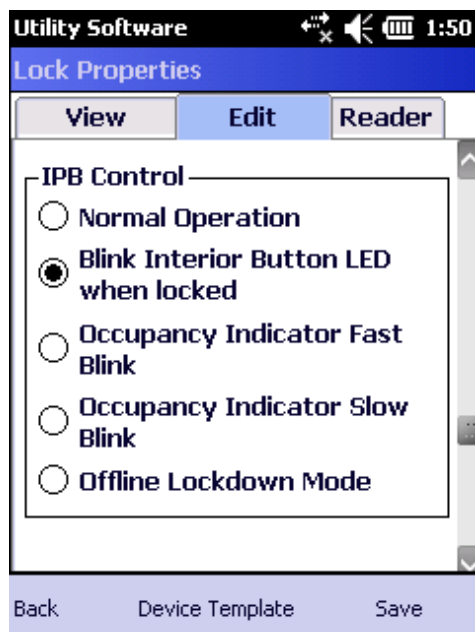 Utility Software 1:50
Lock Properties
View Edit Reader
IPB Control
Normal Operation
Blink Interior Button LED
when locked
Occupancy Indicator Fast
Blink
Occupancy Indicator Slow
Blink
Offline Lockdown Mode
Back Device Template Save